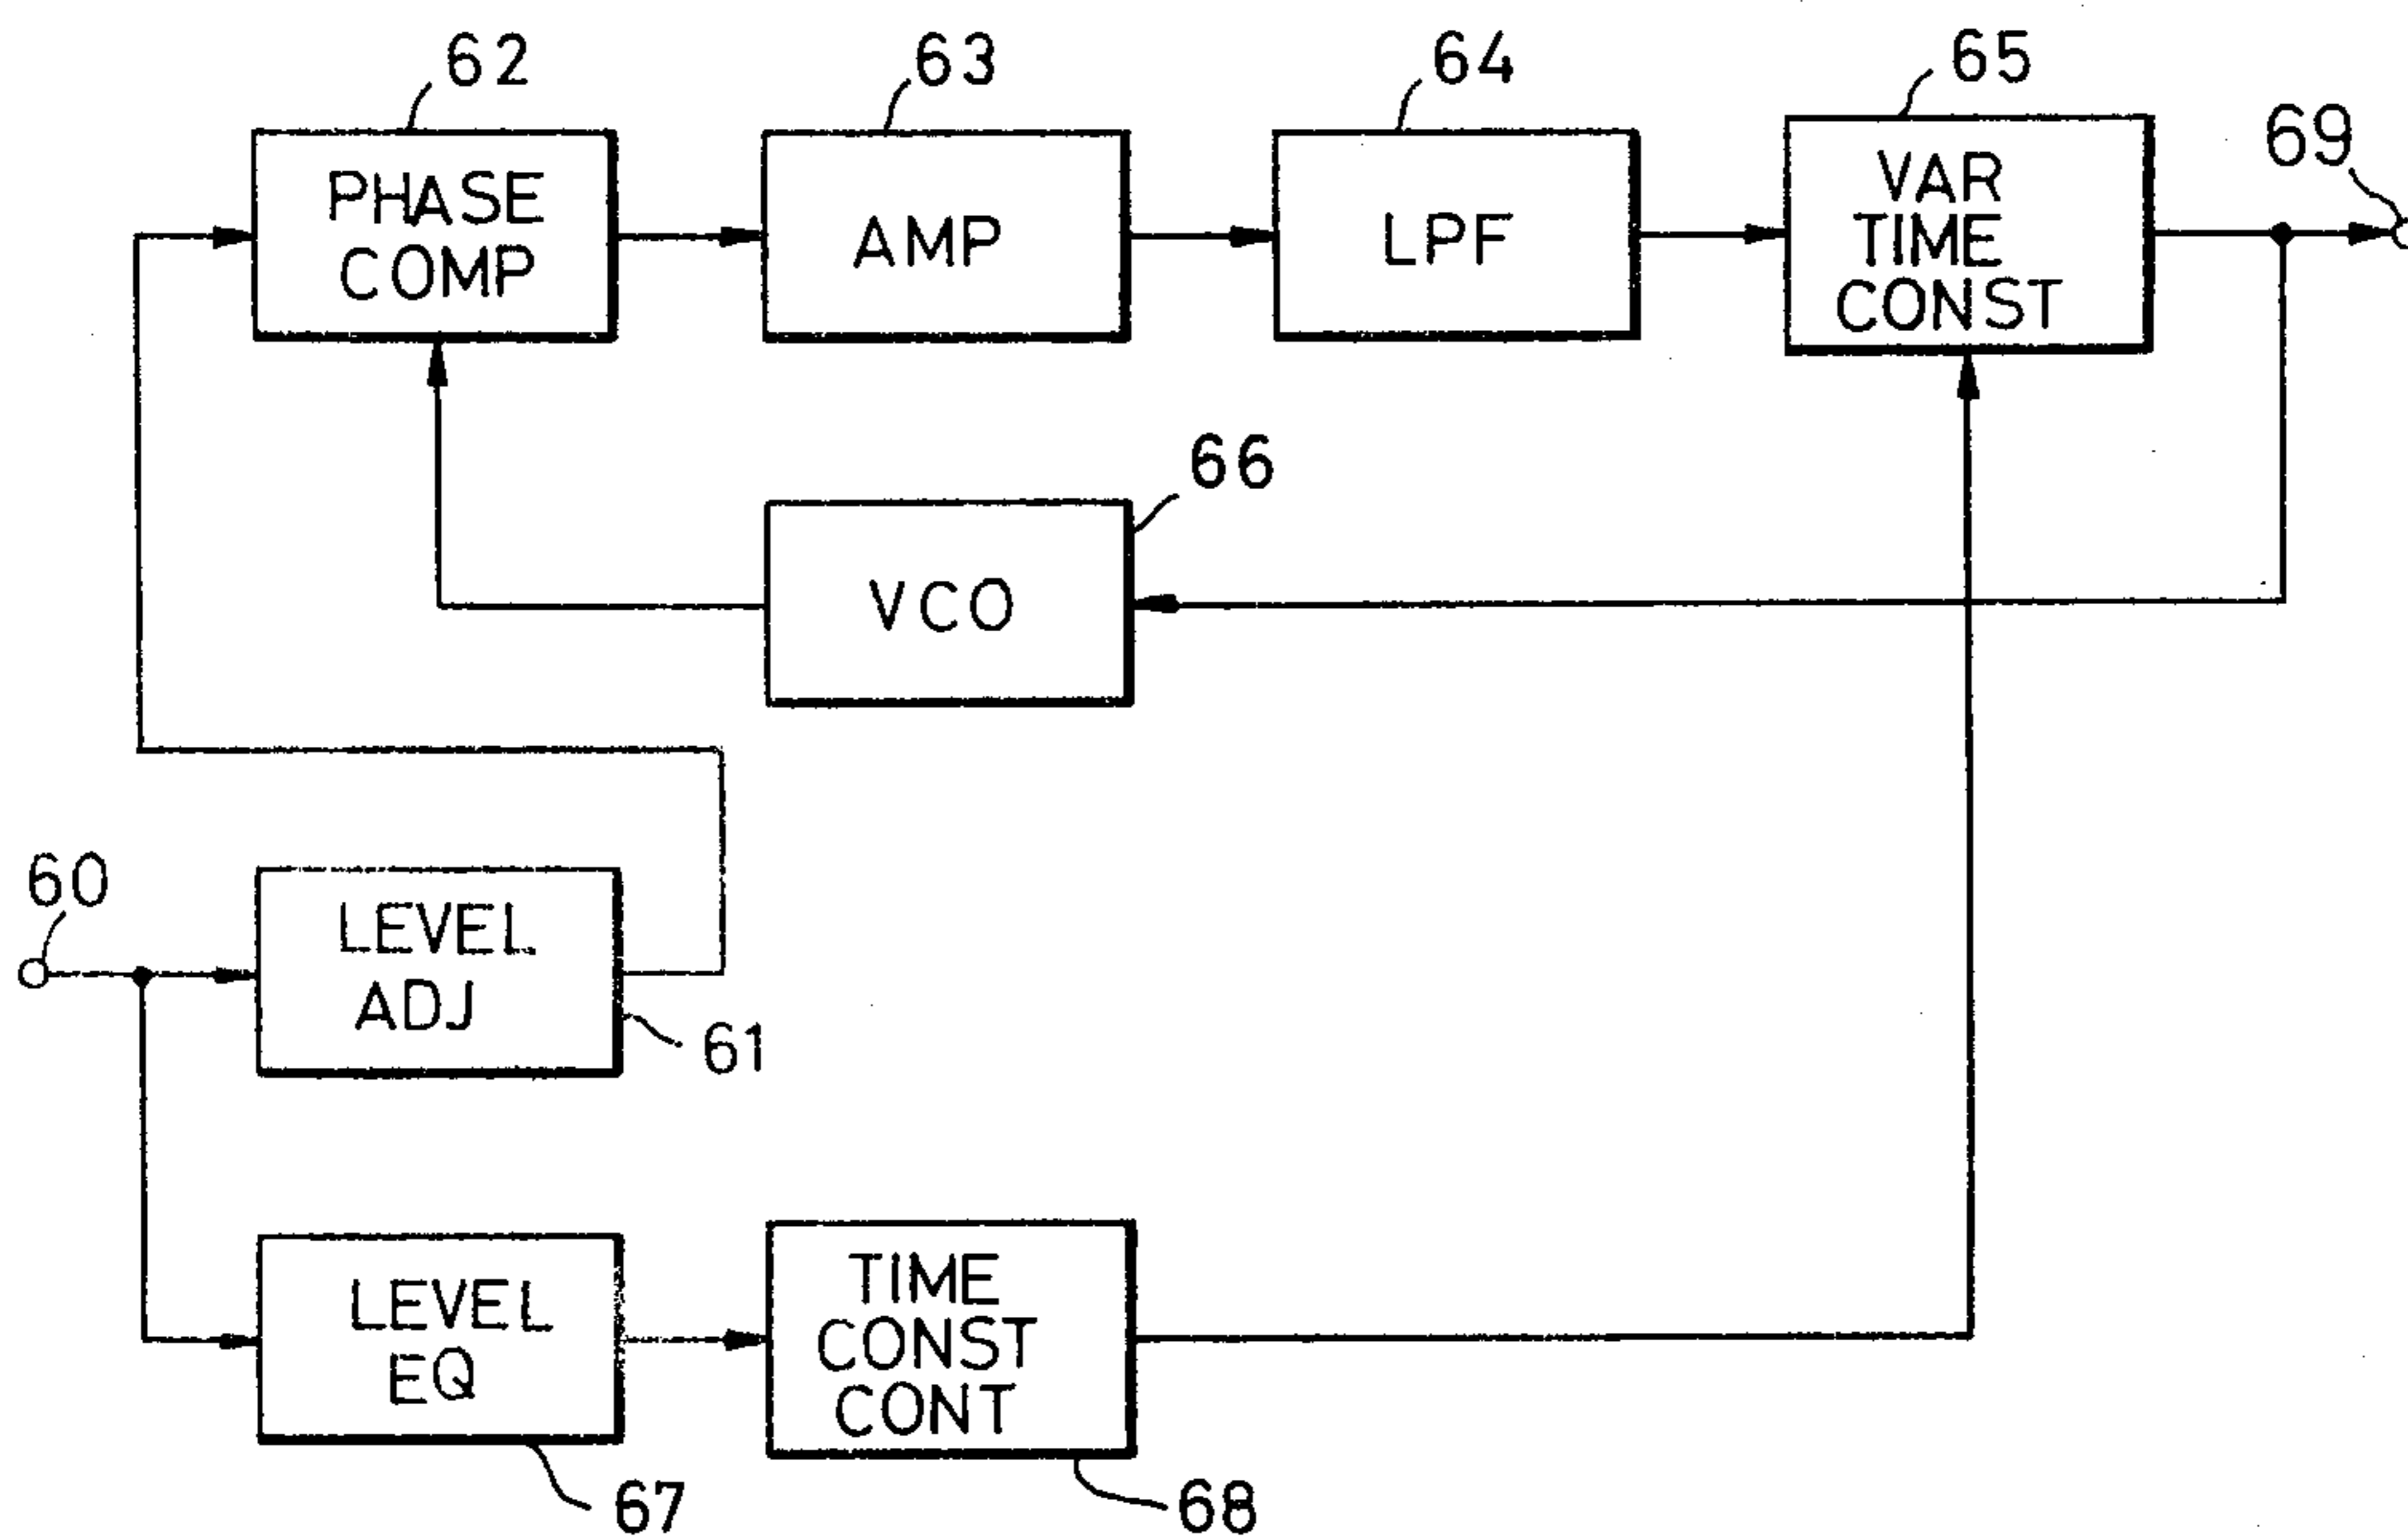 62
63
64
65
69
PHASE
COMP
AMP
LPF
VAR
TIME
CONST
66
VCO
60
LEVEL
ADJ
61
LEVEL
EQ
TIME
CONST
CONT
67
68